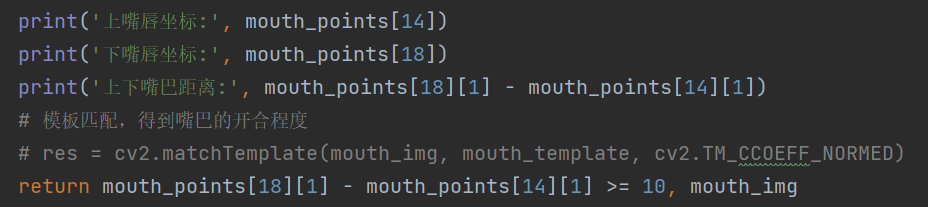 print('上嘴唇坐标:', mouth_points[14])
print('下嘴唇坐标:', mouth_points[18])
print('上下嘴巴距离:', mouth_points[18][1] - mouth_points[14][1])
# 模板匹配，得到嘴巴的开合程度
# res = cv2.matchTemplate(mouth_img, mouth_template, cv2.TM_CCOEFF_NORMED)
return mouth_points[18][1] - mouth_points[14][1] >= 10, mouth_img